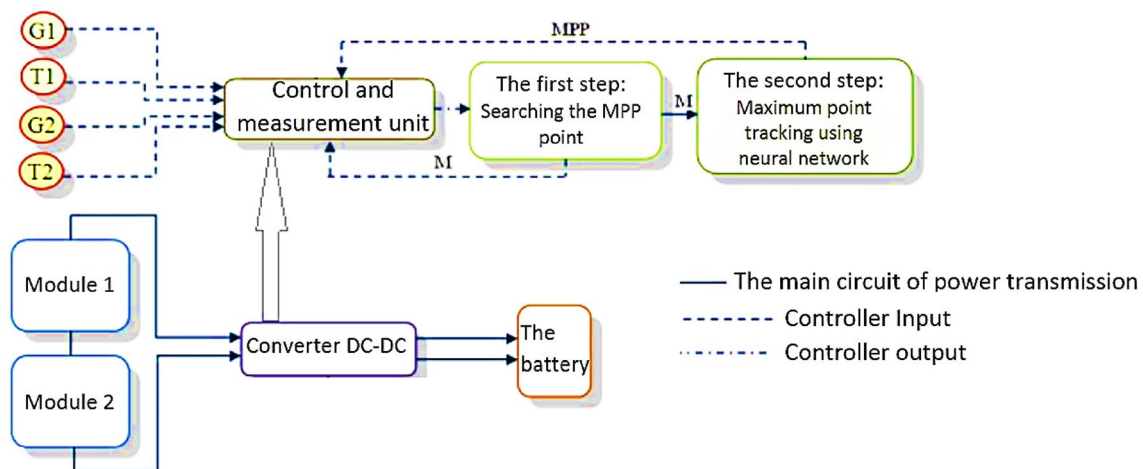 G1
T1
G2
T2
MPP
Control and
measurement unit
The first step:
Searching the MPP
point
M
The second step:
Maximum point
tracking using
neural network
M
Module 1
Module 2
Converter DC-DC
The
battery
The main circuit of power transmission
Controller Input
Controller output